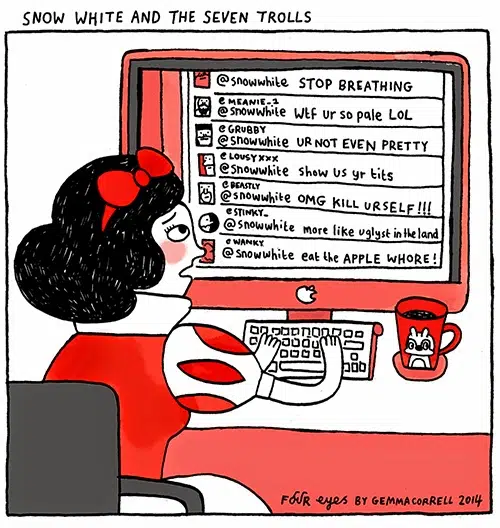 SNOW WHITE AND THE SEVEN TROLLS
@snowwhite STOP BREATHING
@MEANIE_1
@snowwhite Wtf ur so pale LOL
@GRUBBY
@snowwhite UR NOT EVEN PRETTY
@LOUSYXXX
@snowwhite show us yr tits
@BEASTLY
@snowwhite OMG KILL URSELF!!!
@STINKY_
@snowwhite more like uglyst in the land
@WANKY
@snowwhite eat the APPLE WHORE!
FOUR eyes BY GEMMA CORRELL 2014